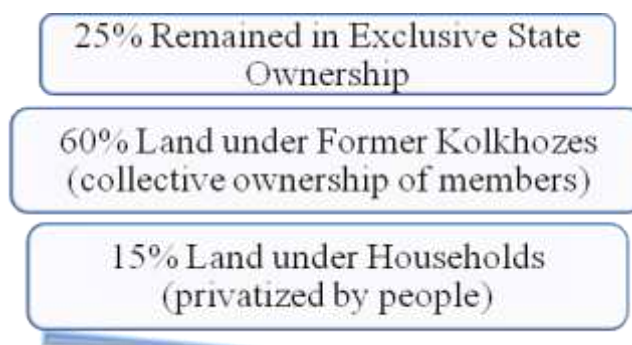 25% Remained in Exclusive State
Ownership
60% Land under Former Kolkhozes
(collective ownership of members)
15% Land under Households
(privatized by people)